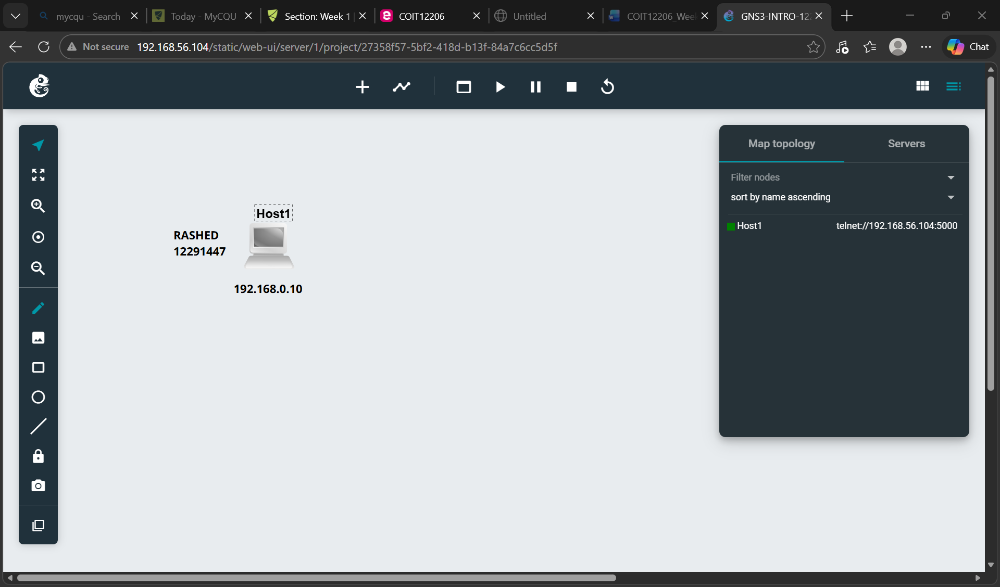 mycqu - Search
Today - MyCQU
Section: Week 1
COIT12206
Untitled
COIT12206_Week
GNS3-INTRO-122
Not secure
192.168.56.104/static/web-ui/server/1/project/27358f57-5bf2-418d-b13f-84a7c6cc5d5f
Chat
Map topology
Servers
Filter nodes
sort by name ascending
Host1
telnet://192.168.56.104:5000
Host1
RASHED
12291447
192.168.0.10